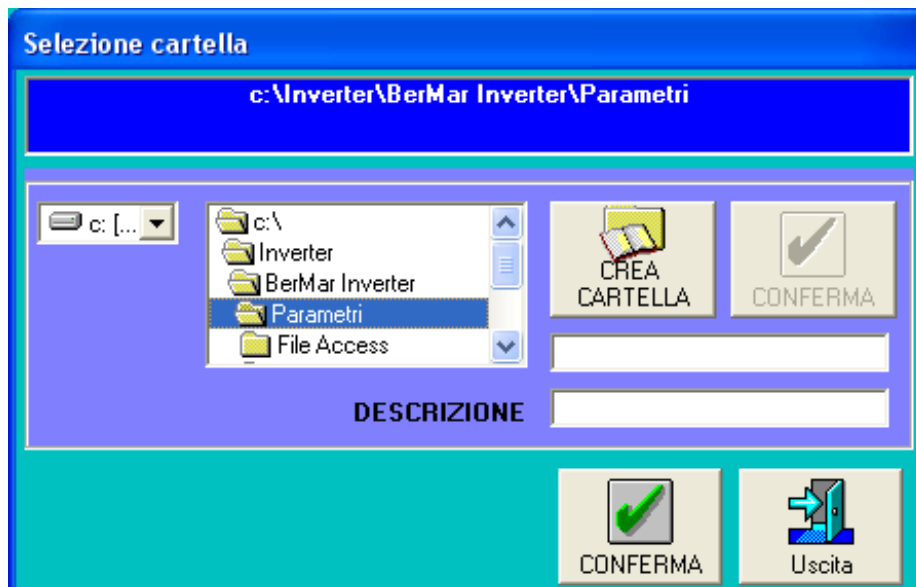 Selezione cartella
c:\Inverter\BerMar Inverter\Parametri
c: [...
c:\
Inverter
BerMar Inverter
Parametri
File Access
CREA
CARTELLA
CONFERMA
DESCRIZIONE
CONFERMA
Uscita